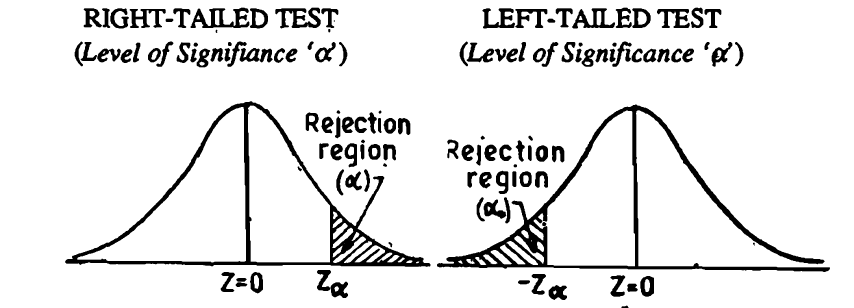 RIGHT-TAILED TEST
(Level of Signifiance ‘α’)
Rejection
region
(α)
Z=0
Zα
LEFT-TAILED TEST
(Level of Significance ‘α’)
Rejection
region
(α)
-Zα
Z=0